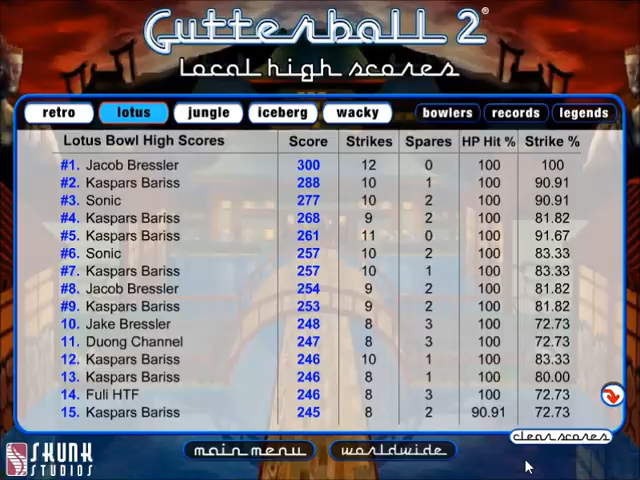 Gutterball 2®
local high scores
retro lotus jungle iceberg wacky bowlers records legends
Lotus Bowl High Scores Score Strikes Spares HP Hit % Strike %
#1. Jacob Bressler 300 12 0 100 100
#2. Kaspars Bariss 288 10 1 100 90.91
#3. Sonic 277 10 2 100 90.91
#4. Kaspars Bariss 268 9 2 100 81.82
#5. Kaspars Bariss 261 11 0 100 91.67
#6. Sonic 257 10 2 100 83.33
#7. Kaspars Bariss 257 10 1 100 83.33
#8. Jacob Bressler 254 9 2 100 81.82
#9. Kaspars Bariss 253 9 2 100 81.82
10. Jake Bressler 248 8 3 100 72.73
11. Duong Channel 247 8 3 100 72.73
12. Kaspars Bariss 246 10 1 100 83.33
13. Kaspars Bariss 246 8 1 100 80.00
14. Fuli HTF 246 8 3 100 72.73
15. Kaspars Bariss 245 8 2 90.91 72.73
clear scores
main menu worldwide
SKUNK
STUDIOS